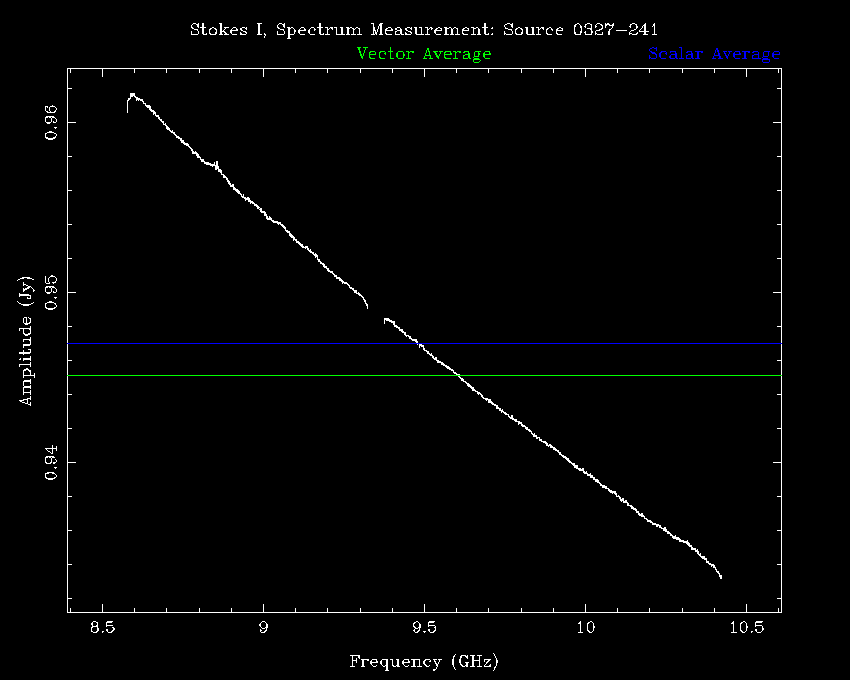 Stokes I, Spectrum Measurement: Source 0327−241
Vector Average
Scalar Average
0.96
0.95
0.94
Amplitude (Jy)
8.5
9
9.5
10
10.5
Frequency (GHz)